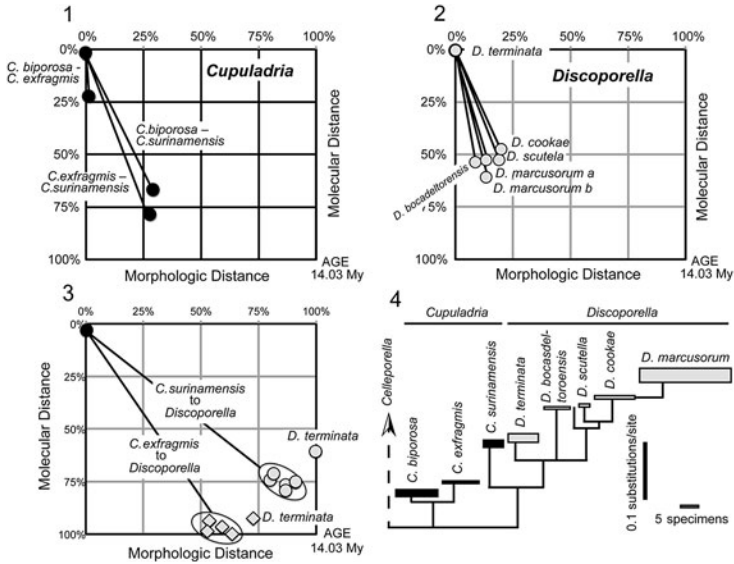 1
0% 25% 50% 75% 100%
0%
25%
50%
75%
100%
Cupuladria
C. biporosa -
C. exfragmis
C.biporosa –
C.surinamensis
C.exfragmis –
C.surinamensis
Molecular Distance
Morphologic Distance
AGE
14.03 My
2
0% 25% 50% 75% 100%
0%
25%
50%
75%
100%
D. terminata
Discoporella
D. cookae
D. scutela
D. marcusorum a
D. marcusorum b
D. bocadeltorensis
Molecular Distance
Morphologic Distance
AGE
14.03 My
3
0% 25% 50% 75% 100%
0%
25%
50%
75%
100%
Molecular Distance
C.surinamensis
to
Discoporella
C.exfragmis
to
Discoporella
D. terminata
D. terminata
Morphologic Distance
AGE
14.03 My
4
Cupuladria
Discoporella
Celleporella
C. biporosa
C. exfragmis
C. surinamensis
D. terminata
D. bocasdel-
toroensis
D. scutella
D. cookae
D. marcusorum
0.1 substitutions/site
5 specimens